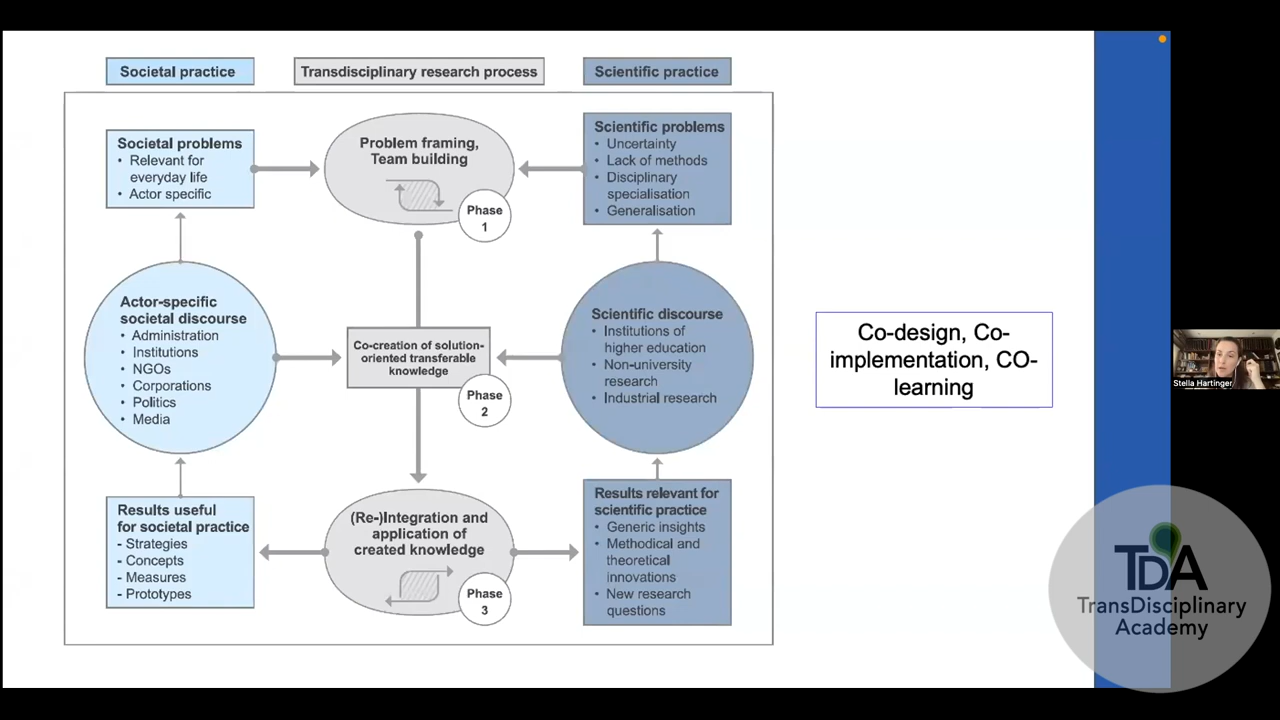 Societal practice
Transdisciplinary research process
Scientific practice
Societal problems
• Relevant for
everyday life
• Actor specific
Problem framing,
Team building
Phase
1
Scientific problems
• Uncertainty
• Lack of methods
• Disciplinary
specialisation
• Generalisation
Actor-specific
societal discourse
• Administration
• Institutions
• NGOs
• Corporations
• Politics
• Media
Co-creation of solution-
oriented transferable
knowledge
Phase
2
Scientific discourse
• Institutions of
higher education
• Non-university
research
• Industrial research
Results useful
for societal practice
- Strategies
- Concepts
- Measures
- Prototypes
(Re-)Integration and
application of
created knowledge
Phase
3
Results relevant for
scientific practice
• Generic insights
• Methodical and
theoretical
innovations
• New research
questions
Co-design, Co-
implementation, CO-
learning
Stella Hartinger
TDA
TransDisciplinary
Academy